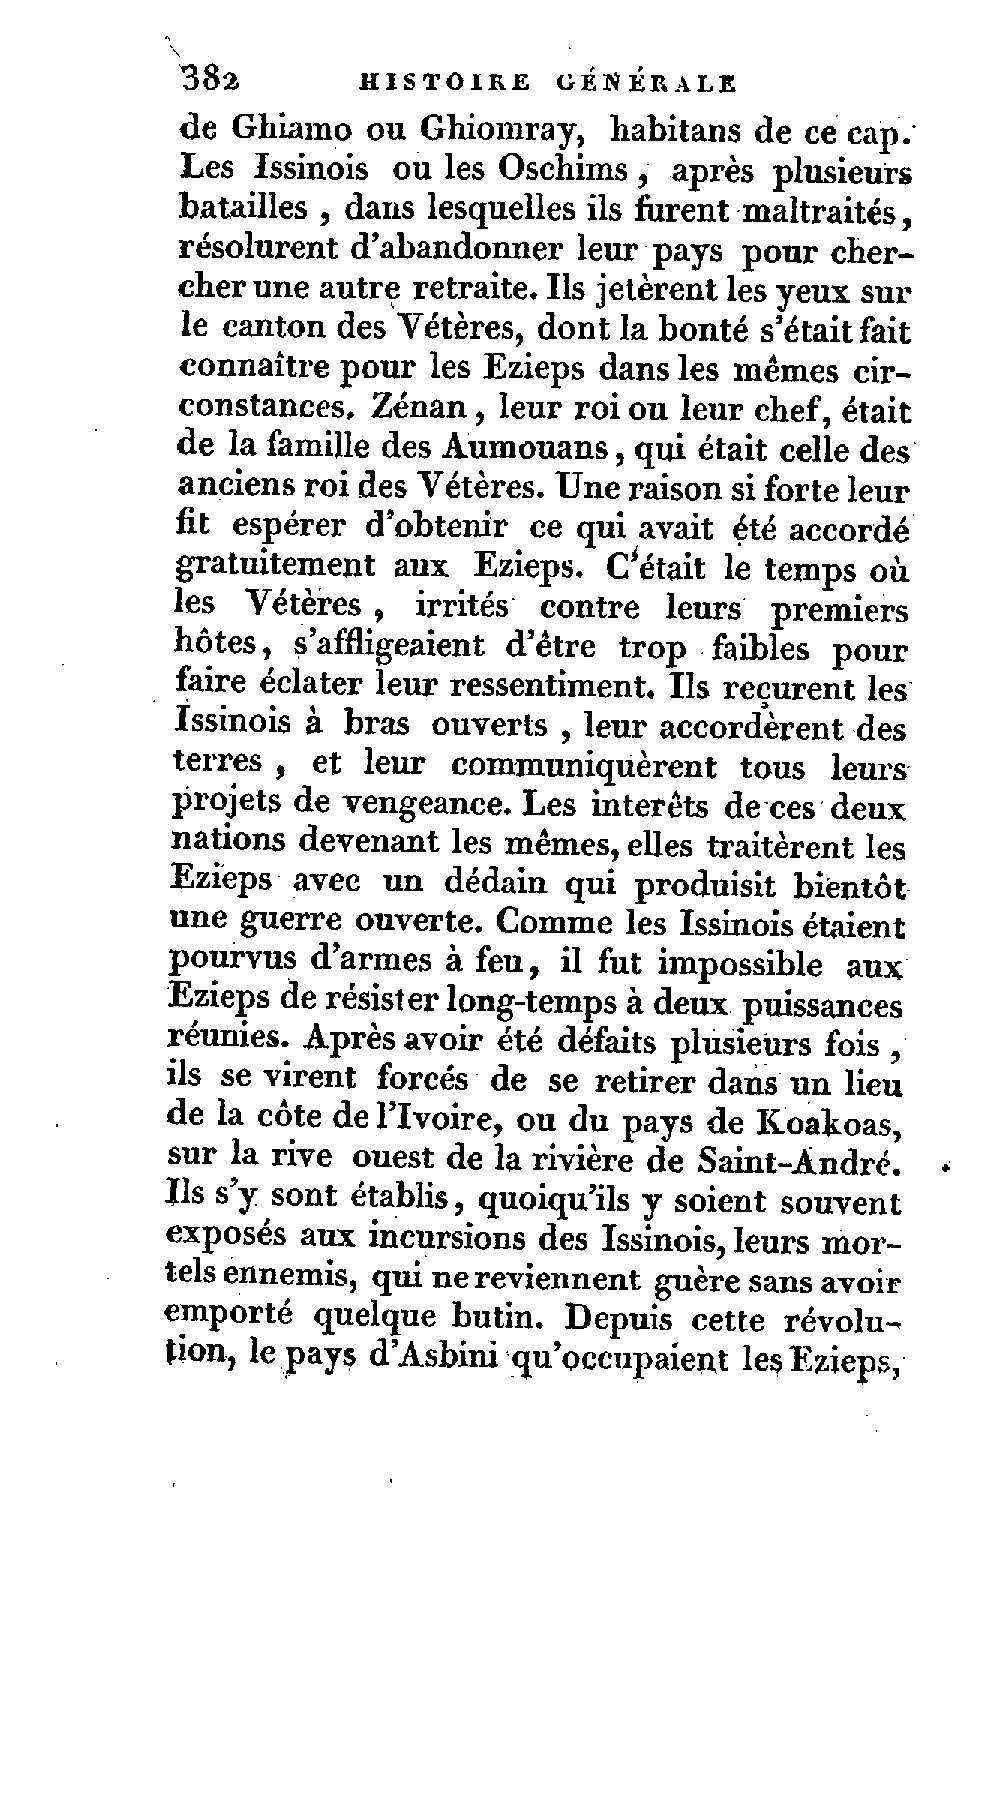 382 HISTOIRE GÉNÉRALE
de Ghiamo ou Ghiomray, habitans de ce cap.
Les Issinois ou les Oschims, après plusieurs
batailles, dans lesquelles ils furent maltraités,
résolurent d'abandonner leur pays pour cher-
cher une autre retraite. Ils jetèrent les yeux sur
le canton des Vétères, dont la bonté s'était fait
connaître pour les Ezieps dans les mêmes cir-
constances. Zénan, leur roi ou leur chef, était
de la famille des Aumouans, qui était celle des
anciens roi des Vétères. Une raison si forte leur
fit espérer d'obtenir ce qui avait été accordé
gratuitement aux Ezieps. C'était le temps où
les Vétères, irrités contre leurs premiers
hôtes, s'affligeaient d'être trop faibles pour
faire éclater leur ressentiment. Ils reçurent les
Issinois à bras ouverts, leur accordèrent des
terres, et leur communiquèrent tous leurs
projets de vengeance. Les interêts de ces deux
nations devenant les mêmes, elles traitèrent les
Ezieps avec un dédain qui produisit bientôt
une guerre ouverte. Comme les Issinois étaient
pourvus d'armes à feu, il fut impossible aux
Ezieps de résister long-temps à deux puissances
réunies. Après avoir été défaits plusieurs fois,
ils se virent forcés de se retirer dans un lieu
de la côte de l'Ivoire, ou du pays de Koakoas,
sur la rive ouest de la rivière de Saint-André.
Ils s'y sont établis, quoiqu'ils y soient souvent
exposés aux incursions des Issinois, leurs mor-
tels ennemis, qui ne reviennent guère sans avoir
emporté quelque butin. Depuis cette révolu-
tion, le pays d'Asbini qu'occupaient les Ezieps,